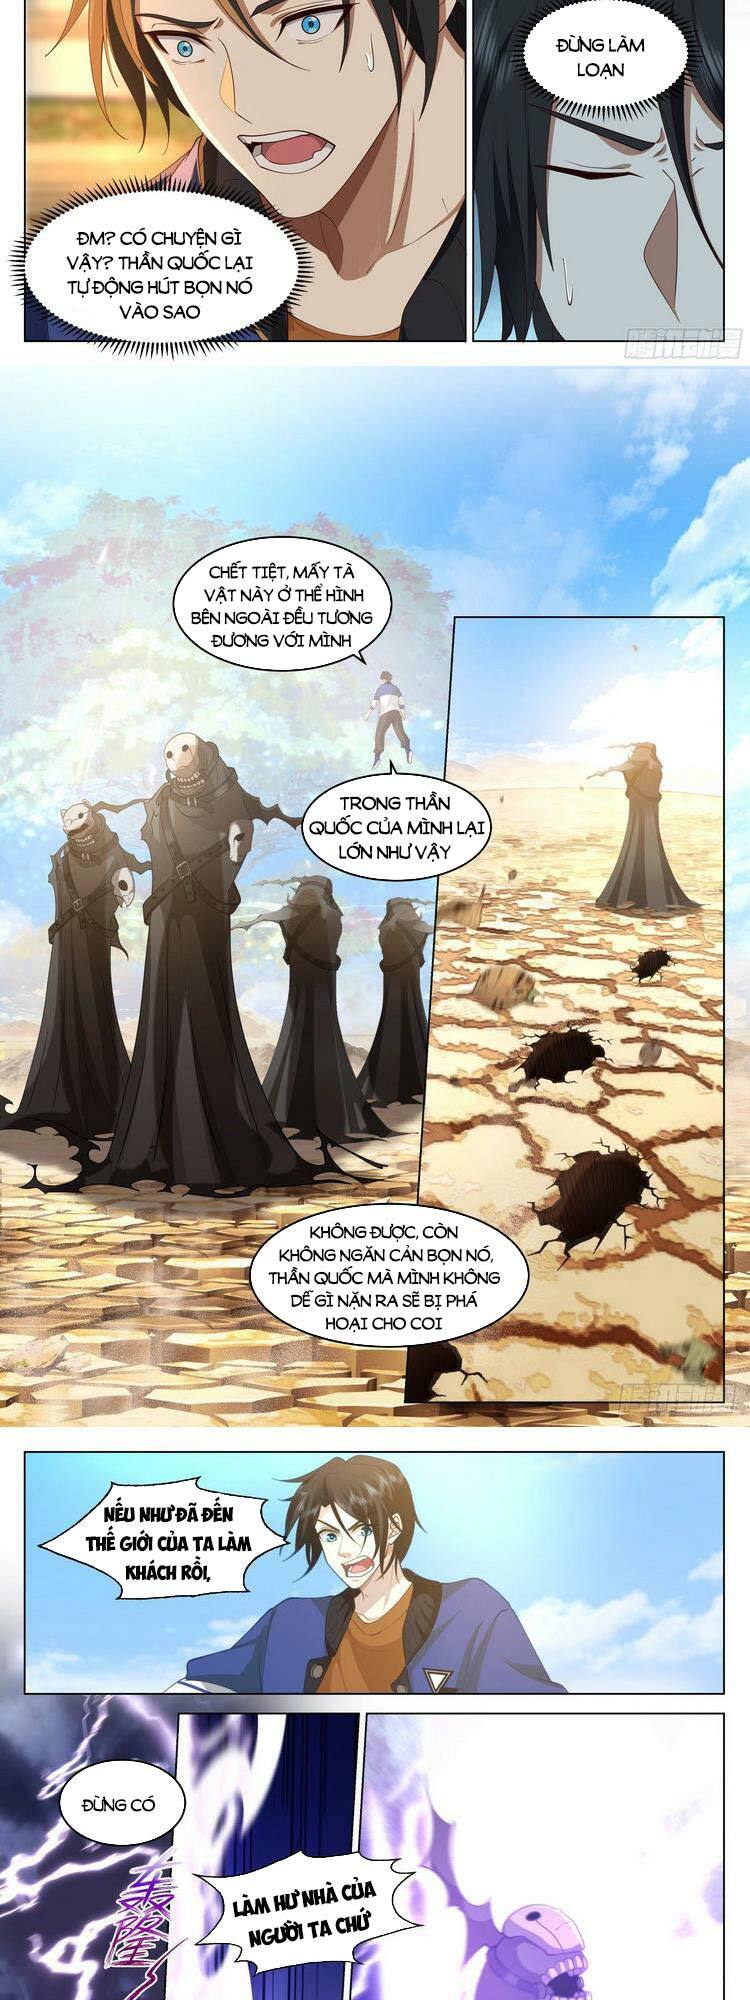 ĐỪNG LÀM
LOẠN
ĐM? CÓ CHUYỆN GÌ
VẬY? THẦN QUỐC LẠI
TỰ ĐỘNG HÚT BỌN NÓ
VÀO SAO
CHẾT TIỆT, MẤY TÀ
VẬT NÀY Ở THỂ HÌNH
BÊN NGOÀI ĐỀU TƯƠNG
ĐƯƠNG VỚI MÌNH
TRONG THẦN
QUỐC CỦA MÌNH LẠI
LỚN NHƯ VẬY
KHÔNG ĐƯỢC, CÒN
KHÔNG NGĂN CẢN BỌN NÓ,
THẦN QUỐC MÀ MÌNH KHÔNG
DỄ GÌ NẶN RA SẼ BỊ PHÁ
HOẠI CHO COI
NẾU NHƯ ĐÃ ĐẾN
THẾ GIỚI CỦA TA LÀM
KHÁCH RỒI,
ĐỪNG CÓ
LÀM HƯ NHÀ CỦA
NGƯỜI TA CHỨ